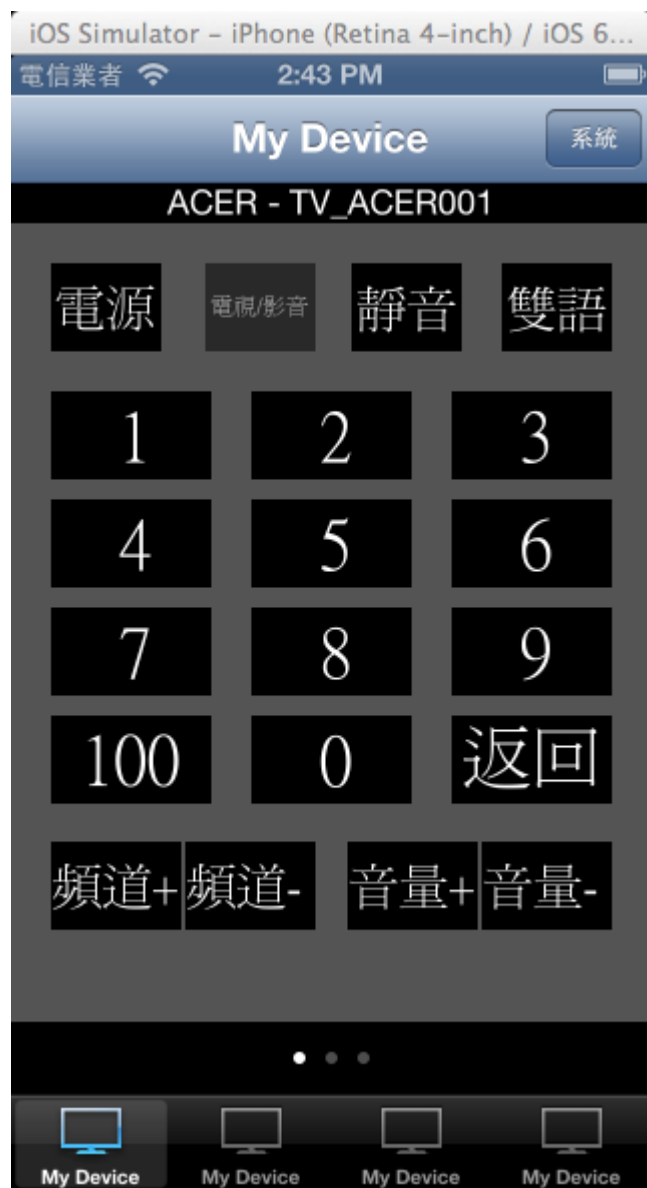 iOS Simulator – iPhone (Retina 4-inch) / iOS 6...
電信業者 2:43 PM
My Device 系統
ACER - TV_ACER001
電源 電視/影音 靜音 雙語
1 2 3
4 5 6
7 8 9
100 0 返回
頻道+ 頻道- 音量+ 音量-
My Device My Device My Device My Device